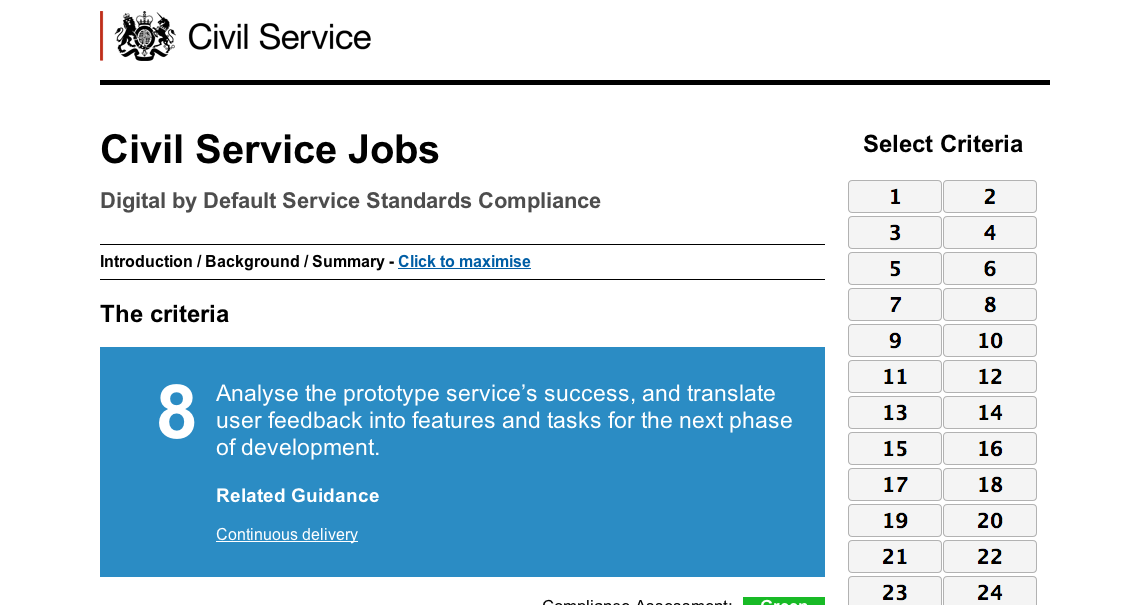 Civil Service
Civil Service Jobs
Digital by Default Service Standards Compliance
Introduction / Background / Summary - Click to maximise
The criteria
8
Analyse the prototype service’s success, and translate
user feedback into features and tasks for the next phase
of development.
Related Guidance
Continuous delivery
Compliance Assessment: Green
Select Criteria
1 2
3 4
5 6
7 8
9 10
11 12
13 14
15 16
17 18
19 20
21 22
23 24